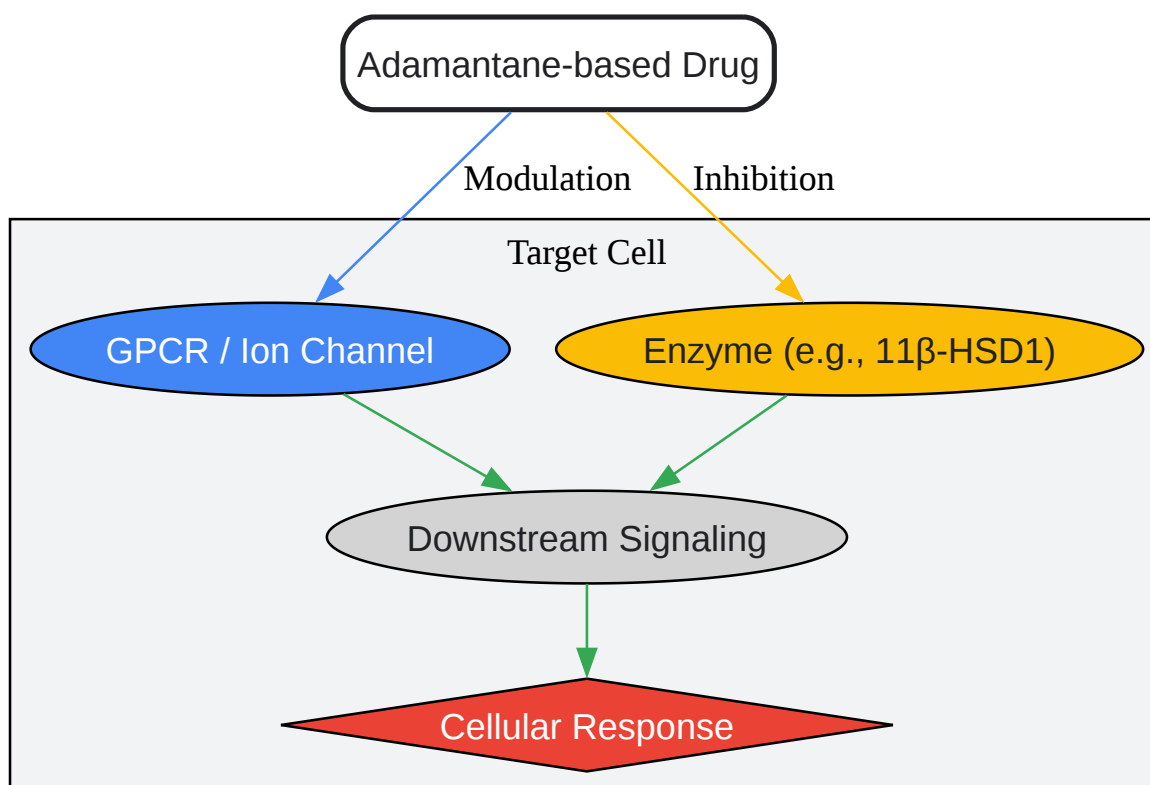 Adamantane-based Drug
Modulation
Inhibition
Target Cell
GPCR / Ion Channel
Enzyme (e.g., 11β-HSD1)
Downstream Signaling
Cellular Response